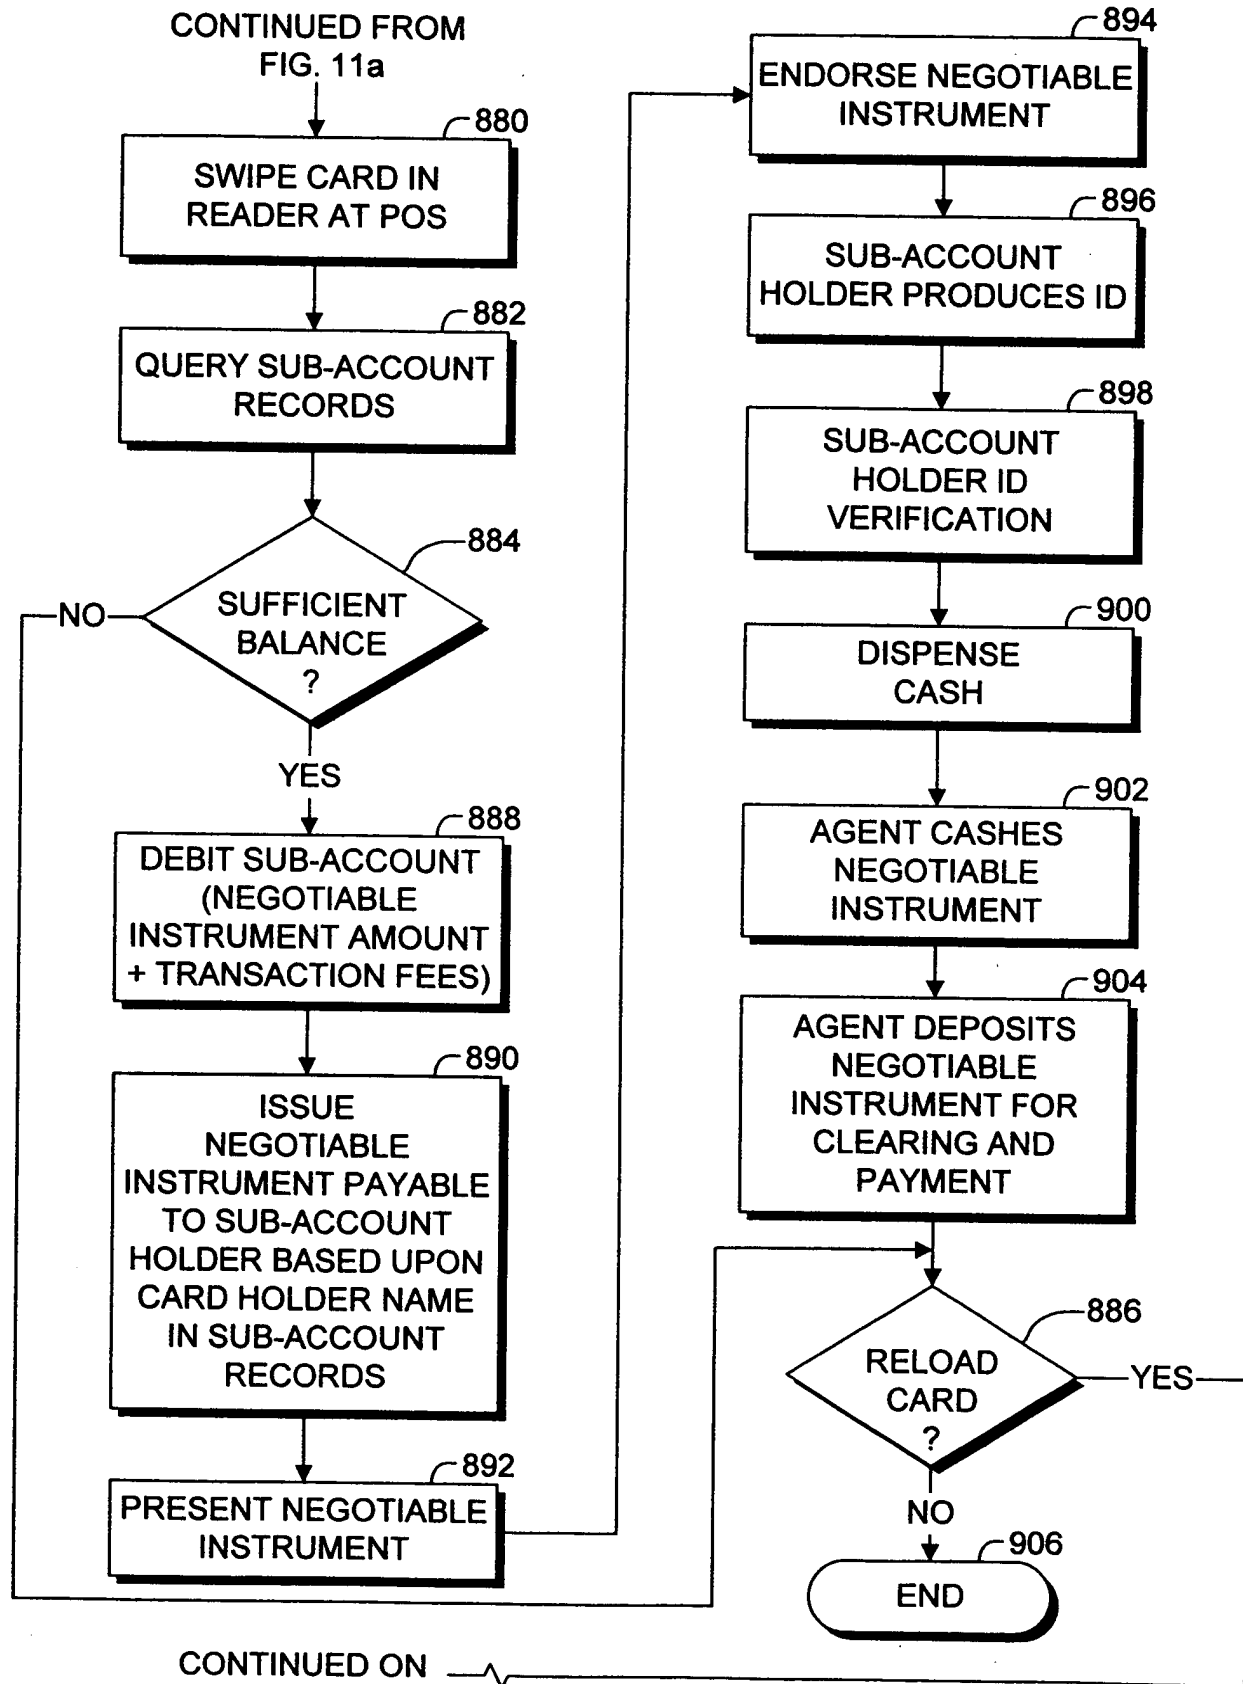 CONTINUED FROM
FIG. 11a
880
SWIPE CARD IN
READER AT POS
882
QUERY SUB-ACCOUNT
RECORDS
884
SUFFICIENT
BALANCE
?
NO
YES
888
DEBIT SUB-ACCOUNT
(NEGOTIABLE
INSTRUMENT AMOUNT
+ TRANSACTION FEES)
890
ISSUE
NEGOTIABLE
INSTRUMENT PAYABLE
TO SUB-ACCOUNT
HOLDER BASED UPON
CARD HOLDER NAME
IN SUB-ACCOUNT
RECORDS
892
PRESENT NEGOTIABLE
INSTRUMENT
894
ENDORSE NEGOTIABLE
INSTRUMENT
896
SUB-ACCOUNT
HOLDER PRODUCES ID
898
SUB-ACCOUNT
HOLDER ID
VERIFICATION
900
DISPENSE
CASH
902
AGENT CASHES
NEGOTIABLE
INSTRUMENT
904
AGENT DEPOSITS
NEGOTIABLE
INSTRUMENT FOR
CLEARING AND
PAYMENT
886
RELOAD
CARD
?
YES
NO
906
END
CONTINUED ON